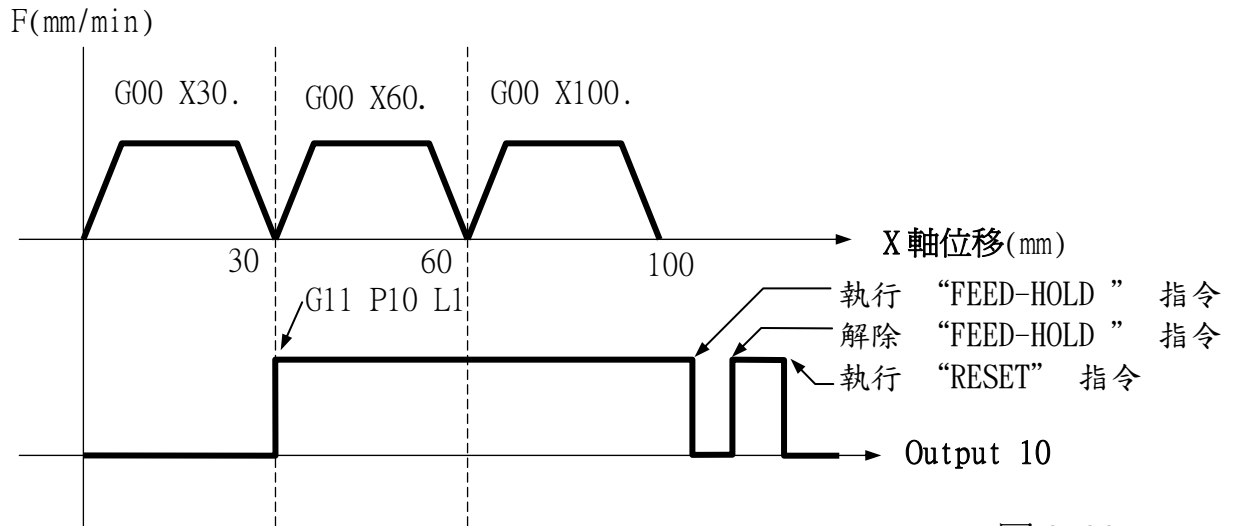 F(mm/min)
G00 X30.
G00 X60.
G00 X100.
30
60
100
X 軸位移(mm)
G11 P10 L1
執行 “FEED-HOLD ” 指令
解除 “FEED-HOLD ” 指令
執行 “RESET” 指令
Output 10